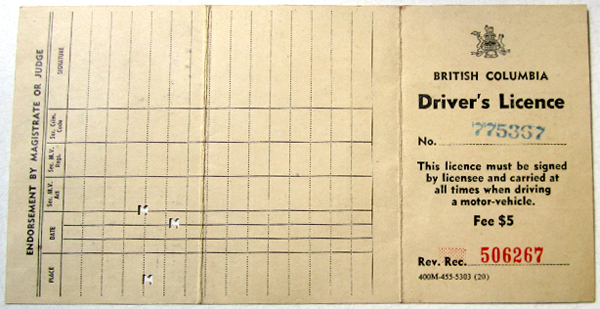 ENDORSEMENT BY MAGISTRATE OR JUDGE
SIGNATURE
Sec. Crim.
Code
Sec. M.V.
Regs.
Sec. M.V.
Act
DATE
PLACE
BRITISH COLUMBIA
Driver's Licence
No. 775367
This licence must be signed
by licensee and carried at
all times when driving
a motor-vehicle.
Fee $5
Rev. Rec. 506267
400M-455-5303 (20)